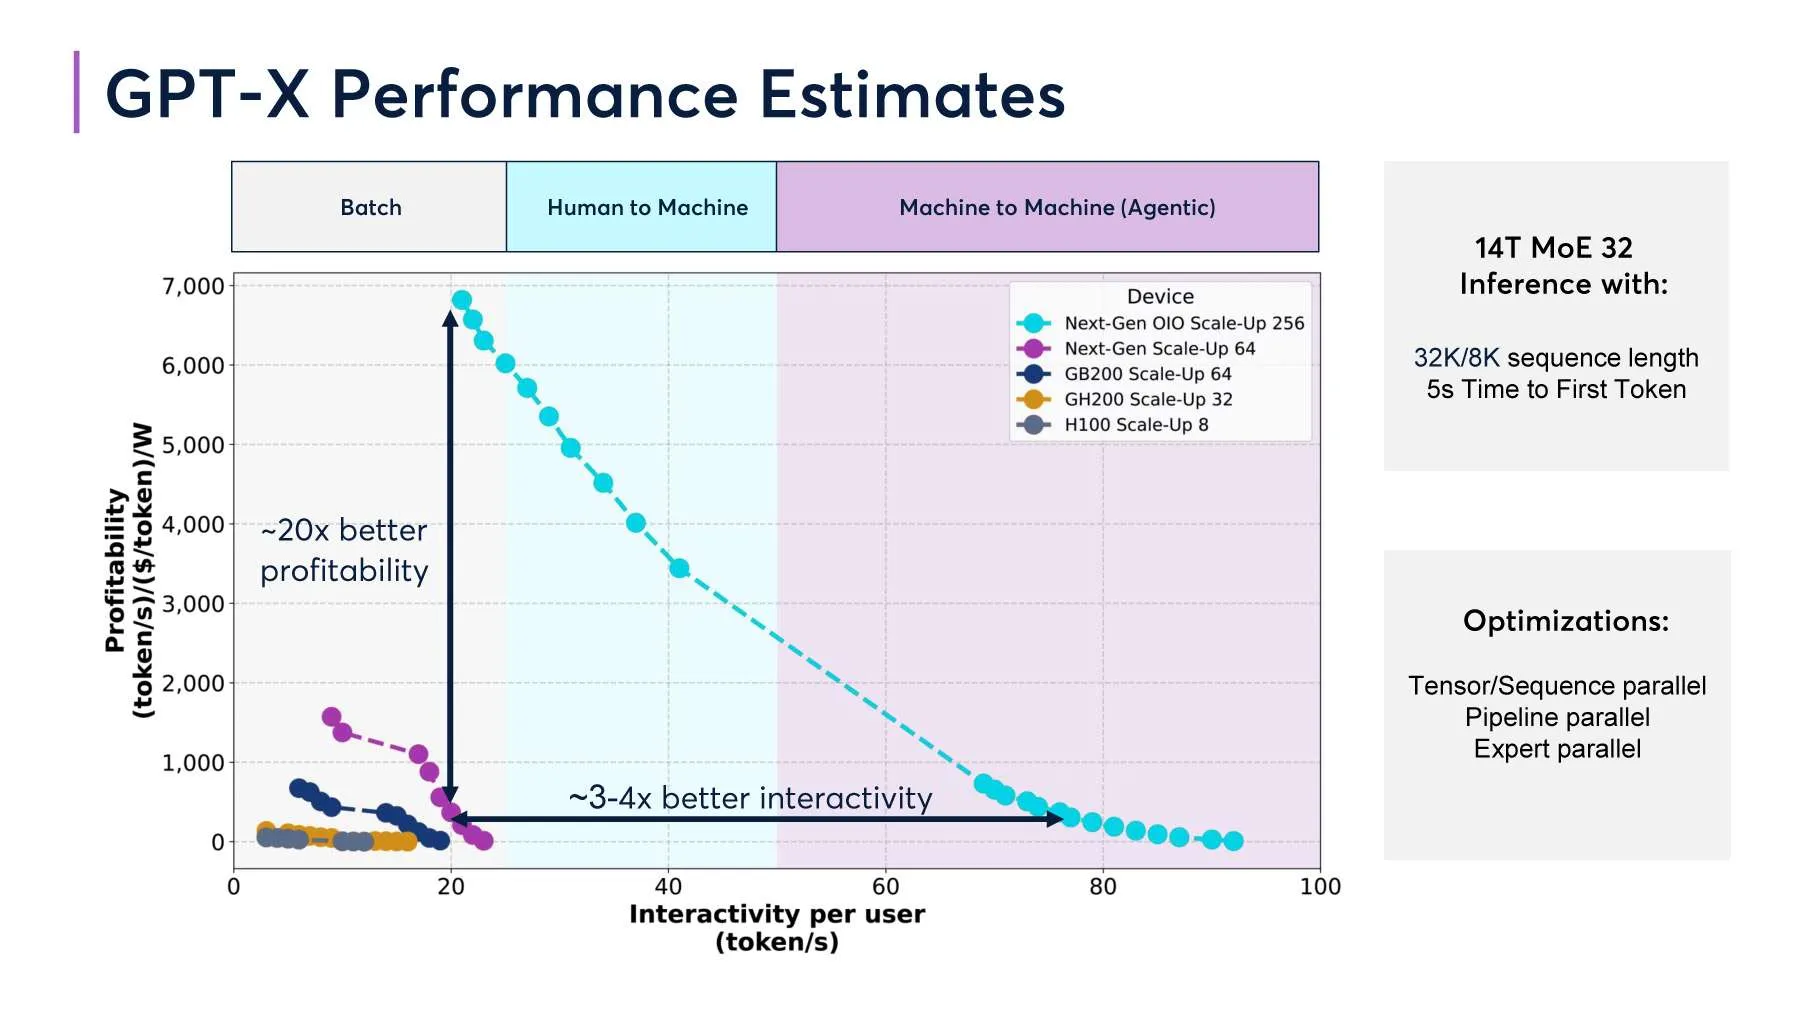 GPT-X Performance Estimates
Batch
Human to Machine
Machine to Machine (Agentic)
14T MoE 32
Inference with:
32K/8K sequence length
5s Time to First Token
Optimizations:
Tensor/Sequence parallel
Pipeline parallel
Expert parallel
Profitability
(token/s)/($/token)/W
7,000
6,000
5,000
4,000
3,000
2,000
1,000
0
Device
Next-Gen OIO Scale-Up 256
Next-Gen Scale-Up 64
GB200 Scale-Up 64
GH200 Scale-Up 32
H100 Scale-Up 8
~20x better
profitability
~3-4x better interactivity
0 20 40 60 80 100
Interactivity per user
(token/s)